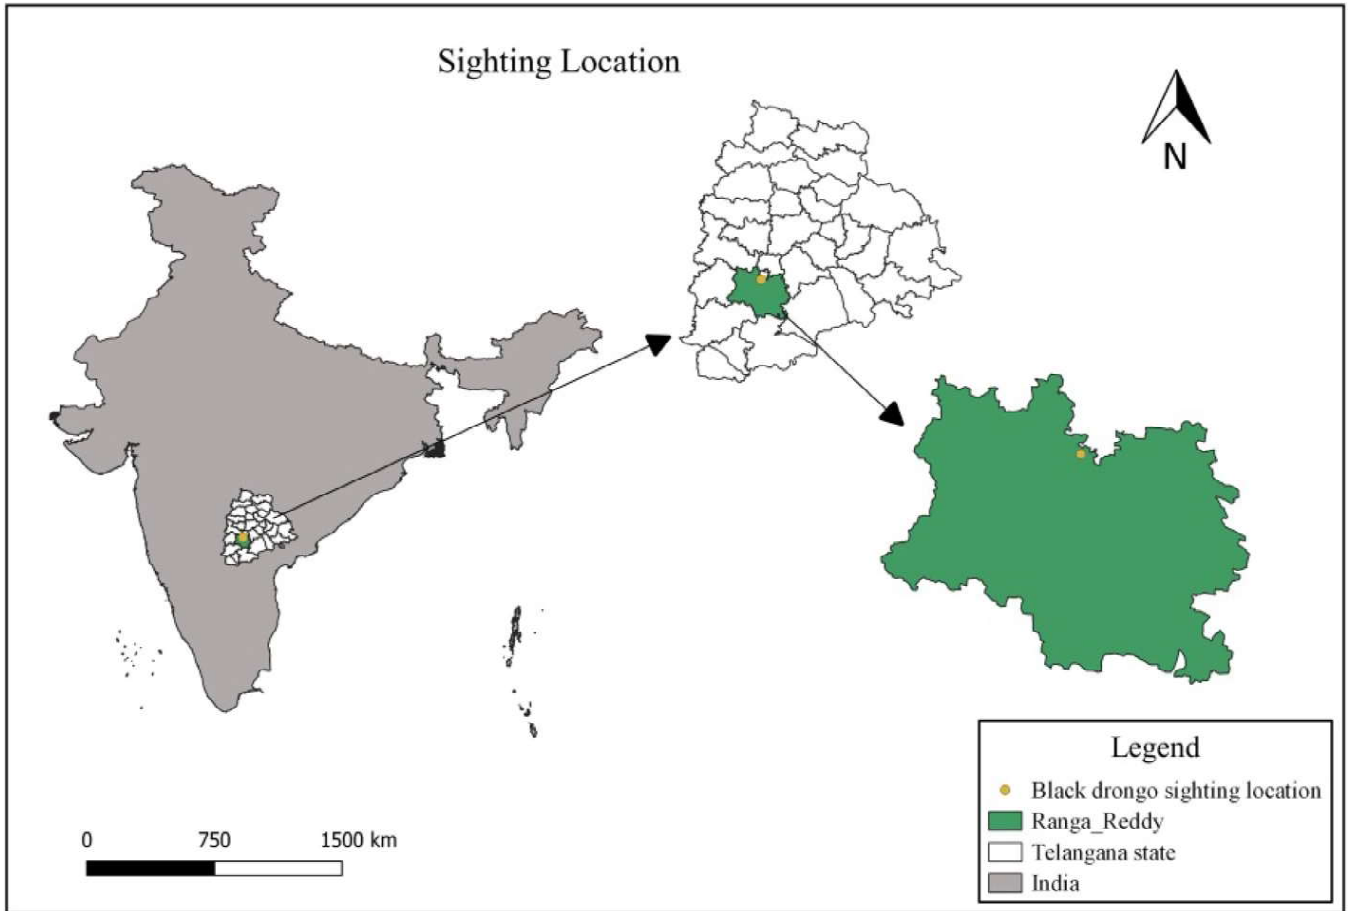 Sighting Location
N
0 750 1500 km
Legend
Black drongo sighting location
Ranga_Reddy
Telangana state
India